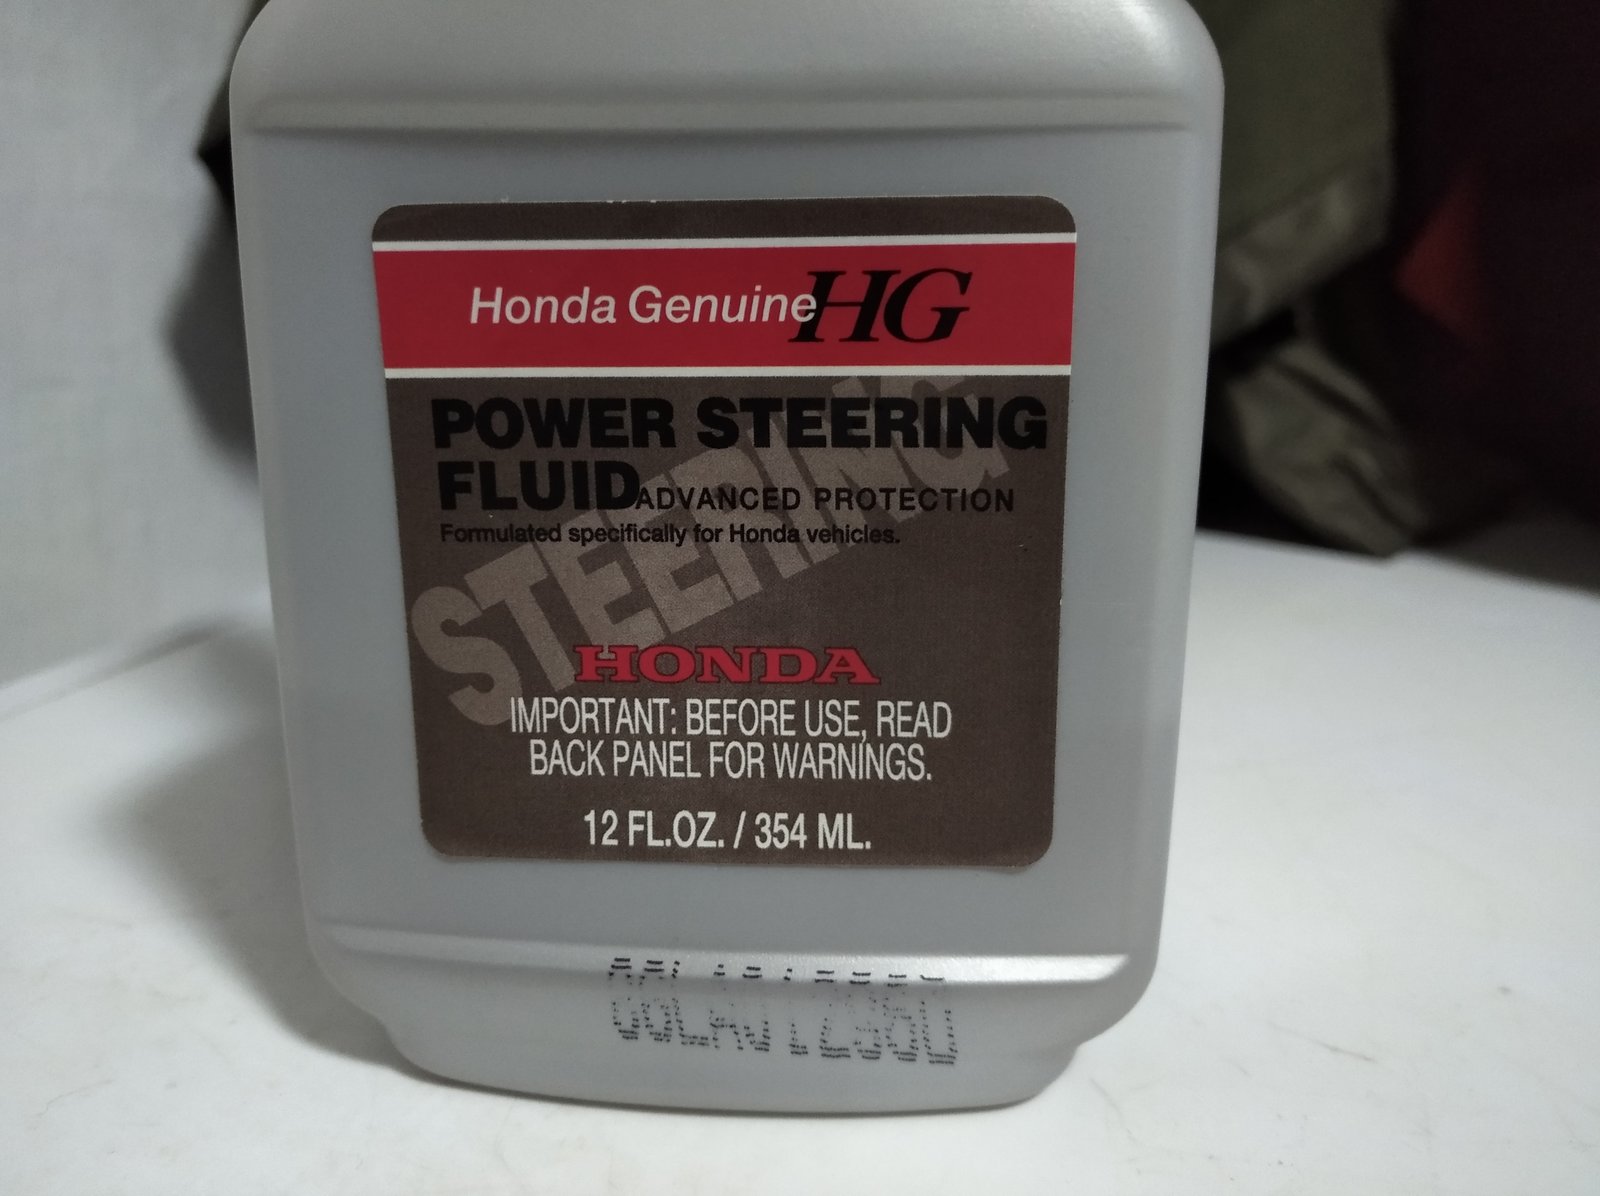 Honda Genuine HG
POWER STEERING
FLUID ADVANCED PROTECTION
Formulated specifically for Honda vehicles.
STEERING
HONDA
IMPORTANT: BEFORE USE, READ
BACK PANEL FOR WARNINGS.
12 FL.OZ. / 354 ML.